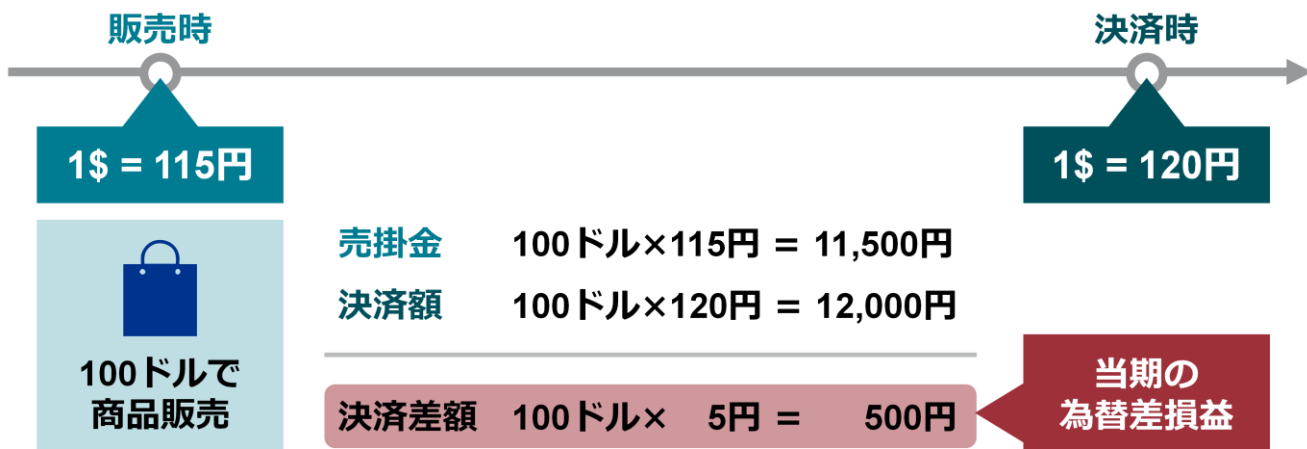 販売時
決済時
1$ = 115円
1$ = 120円
売掛金 100ドル×115円 = 11,500円
決済額 100ドル×120円 = 12,000円
100ドルで
商品販売
決済差額 100ドル× 5円 = 500円
当期の
為替差損益